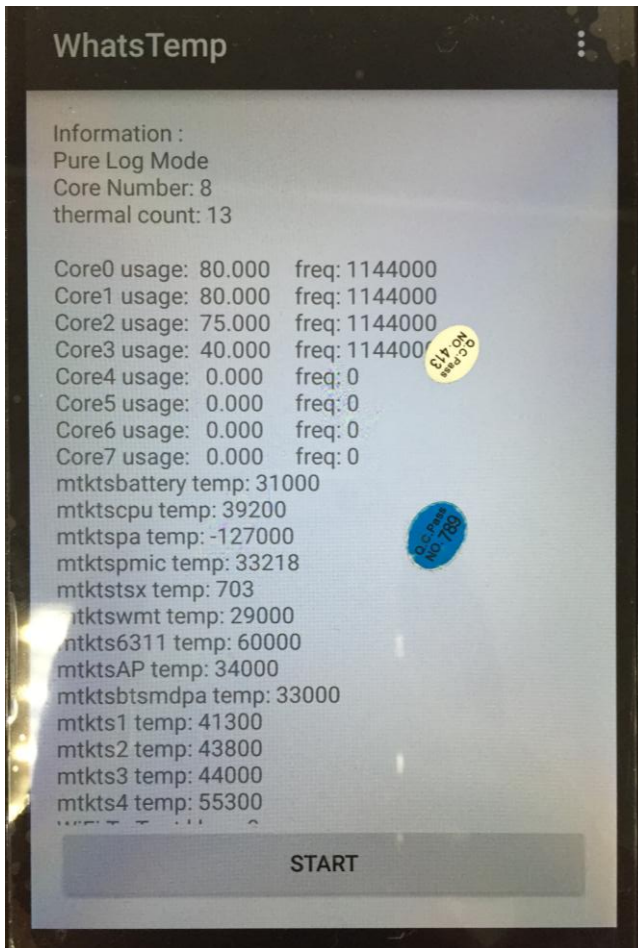 WhatsTemp
Information :
Pure Log Mode
Core Number: 8
thermal count: 13
Core0 usage: 80.000 freq: 1144000
Core1 usage: 80.000 freq: 1144000
Core2 usage: 75.000 freq: 1144000
Core3 usage: 40.000 freq: 1144000
Q.C.Pass
NO.413
Core4 usage: 0.000 freq: 0
Core5 usage: 0.000 freq: 0
Core6 usage: 0.000 freq: 0
Core7 usage: 0.000 freq: 0
mtktsbattery temp: 31000
mtktscpu temp: 39200
mtktspa temp: -127000
Q.C.Pass
NO.789
mtktspmic temp: 33218
mtktstsx temp: 703
mtktswmt temp: 29000
mtkts6311 temp: 60000
mtktsAP temp: 34000
mtktsbtsmdpa temp: 33000
mtkts1 temp: 41300
mtkts2 temp: 43800
mtkts3 temp: 44000
mtkts4 temp: 55300
START